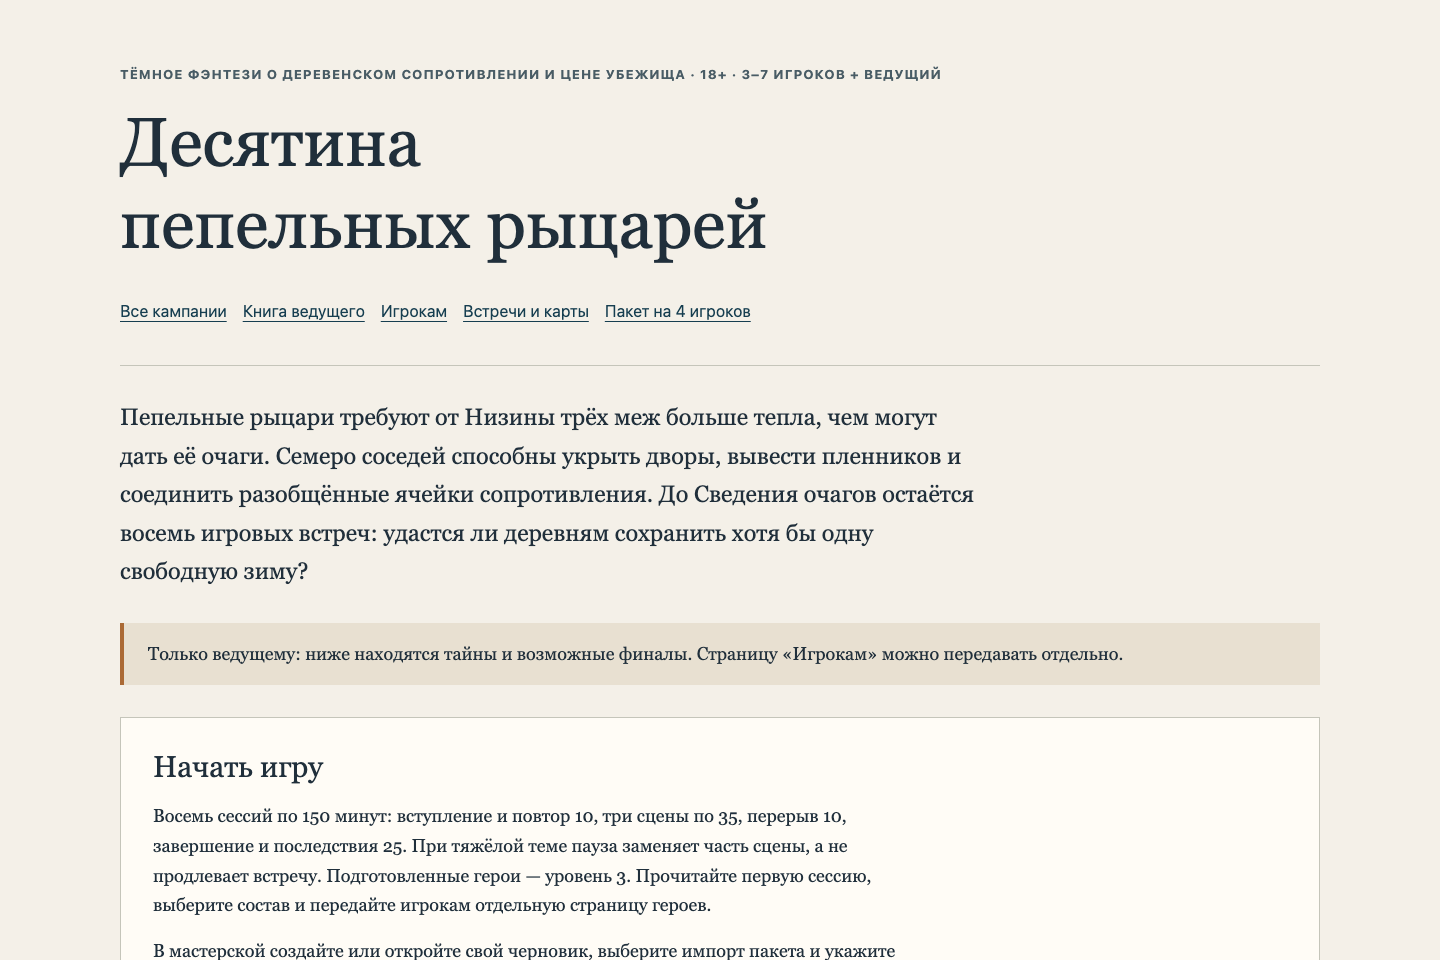 ТЁМНОЕ ФЭНТЕЗИ О ДЕРЕВЕНСКОМ СОПРОТИВЛЕНИИ И ЦЕНЕ УБЕЖИЩА · 18+ · 3–7 ИГРОКОВ + ВЕДУЩИЙ
Десятина
пепельных рыцарей
Все кампании Книга ведущего Игрокам Встречи и карты Пакет на 4 игроков
Пепельные рыцари требуют от Низины трёх меж больше тепла, чем могут
дать её очаги. Семеро соседей способны укрыть дворы, вывести пленников и
соединить разобщённые ячейки сопротивления. До Сведения очагов остаётся
восемь игровых встреч: удастся ли деревням сохранить хотя бы одну
свободную зиму?
Только ведущему: ниже находятся тайны и возможные финалы. Страницу «Игрокам» можно передавать отдельно.
Начать игру
Восемь сессий по 150 минут: вступление и повтор 10, три сцены по 35, перерыв 10,
завершение и последствия 25. При тяжёлой теме пауза заменяет часть сцены, а не
продлевает встречу. Подготовленные герои — уровень 3. Прочитайте первую сессию,
выберите состав и передайте игрокам отдельную страницу героев.
В мастерской создайте или откройте свой черновик, выберите импорт пакета и укажите